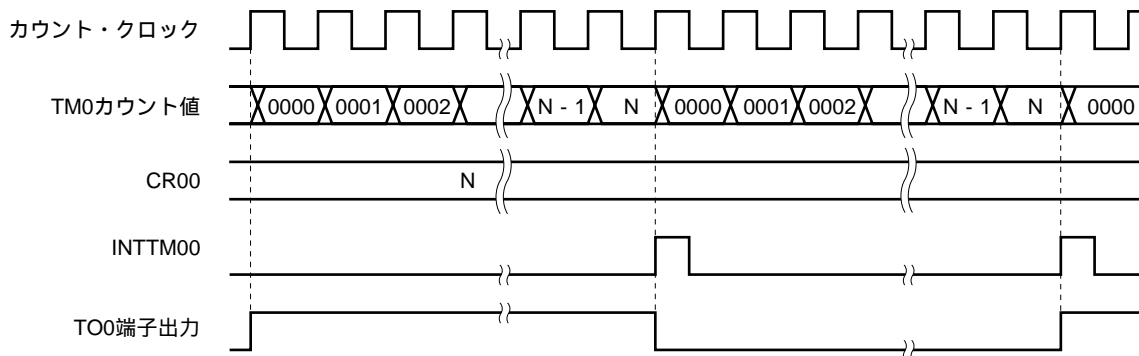 カウント・クロック
TM0カウント値 0000 0001 0002 N - 1 N 0000 0001 0002 N - 1 N 0000
CR00 N
INTTM00
TO0端子出力